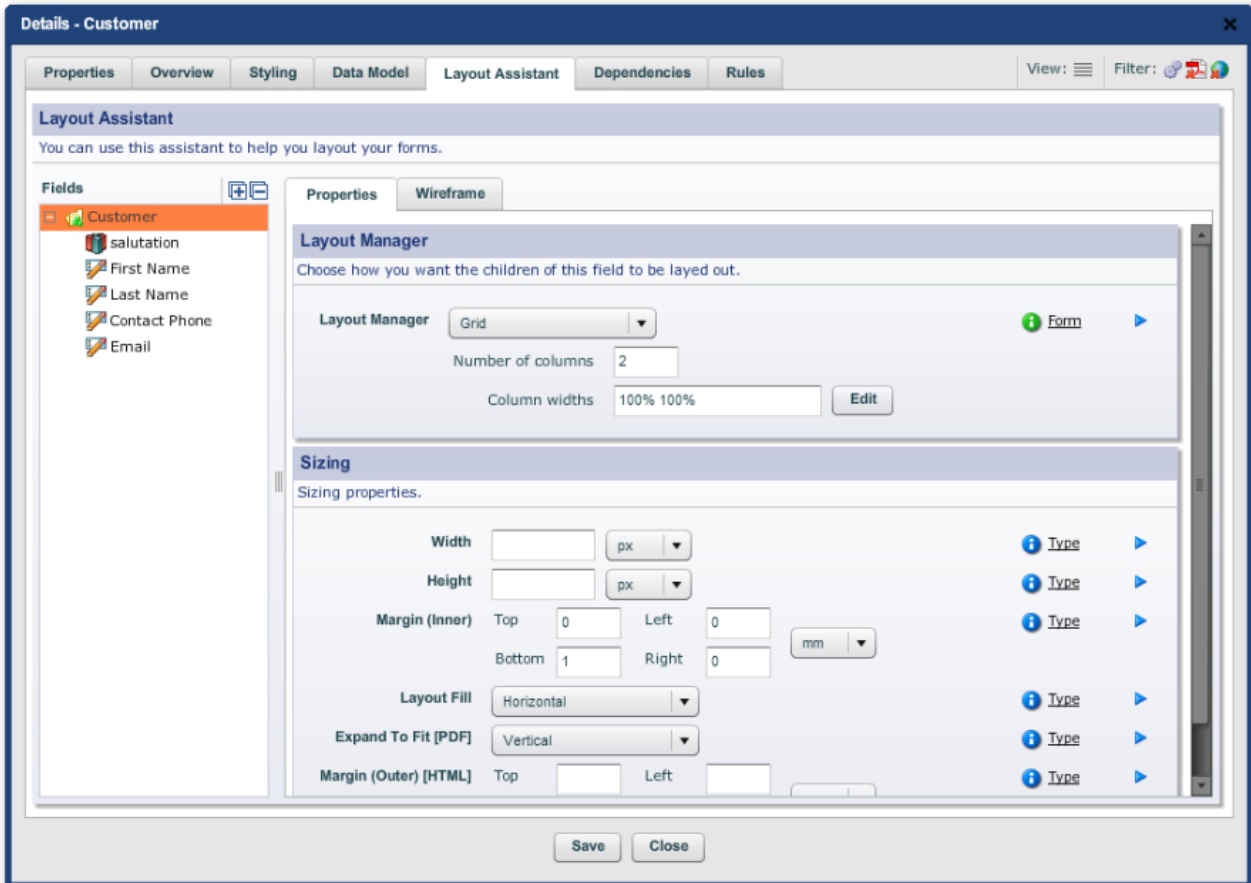 Details - Customer
Properties Overview Styling Data Model Layout Assistant Dependencies Rules View: Filter:
Layout Assistant
You can use this assistant to help you layout your forms.
Fields
Customer
salutation
First Name
Last Name
Contact Phone
Email
Properties Wireframe
Layout Manager
Choose how you want the children of this field to be layed out.
Layout Manager Grid Form
Number of columns 2
Column widths 100% 100% Edit
Sizing
Sizing properties.
Width px Type
Height px Type
Margin (Inner) Top 0 Left 0 mm Type
Bottom 1 Right 0
Layout Fill Horizontal Type
Expand To Fit [PDF] Vertical Type
Margin (Outer) [HTML] Top Left Type
Save Close